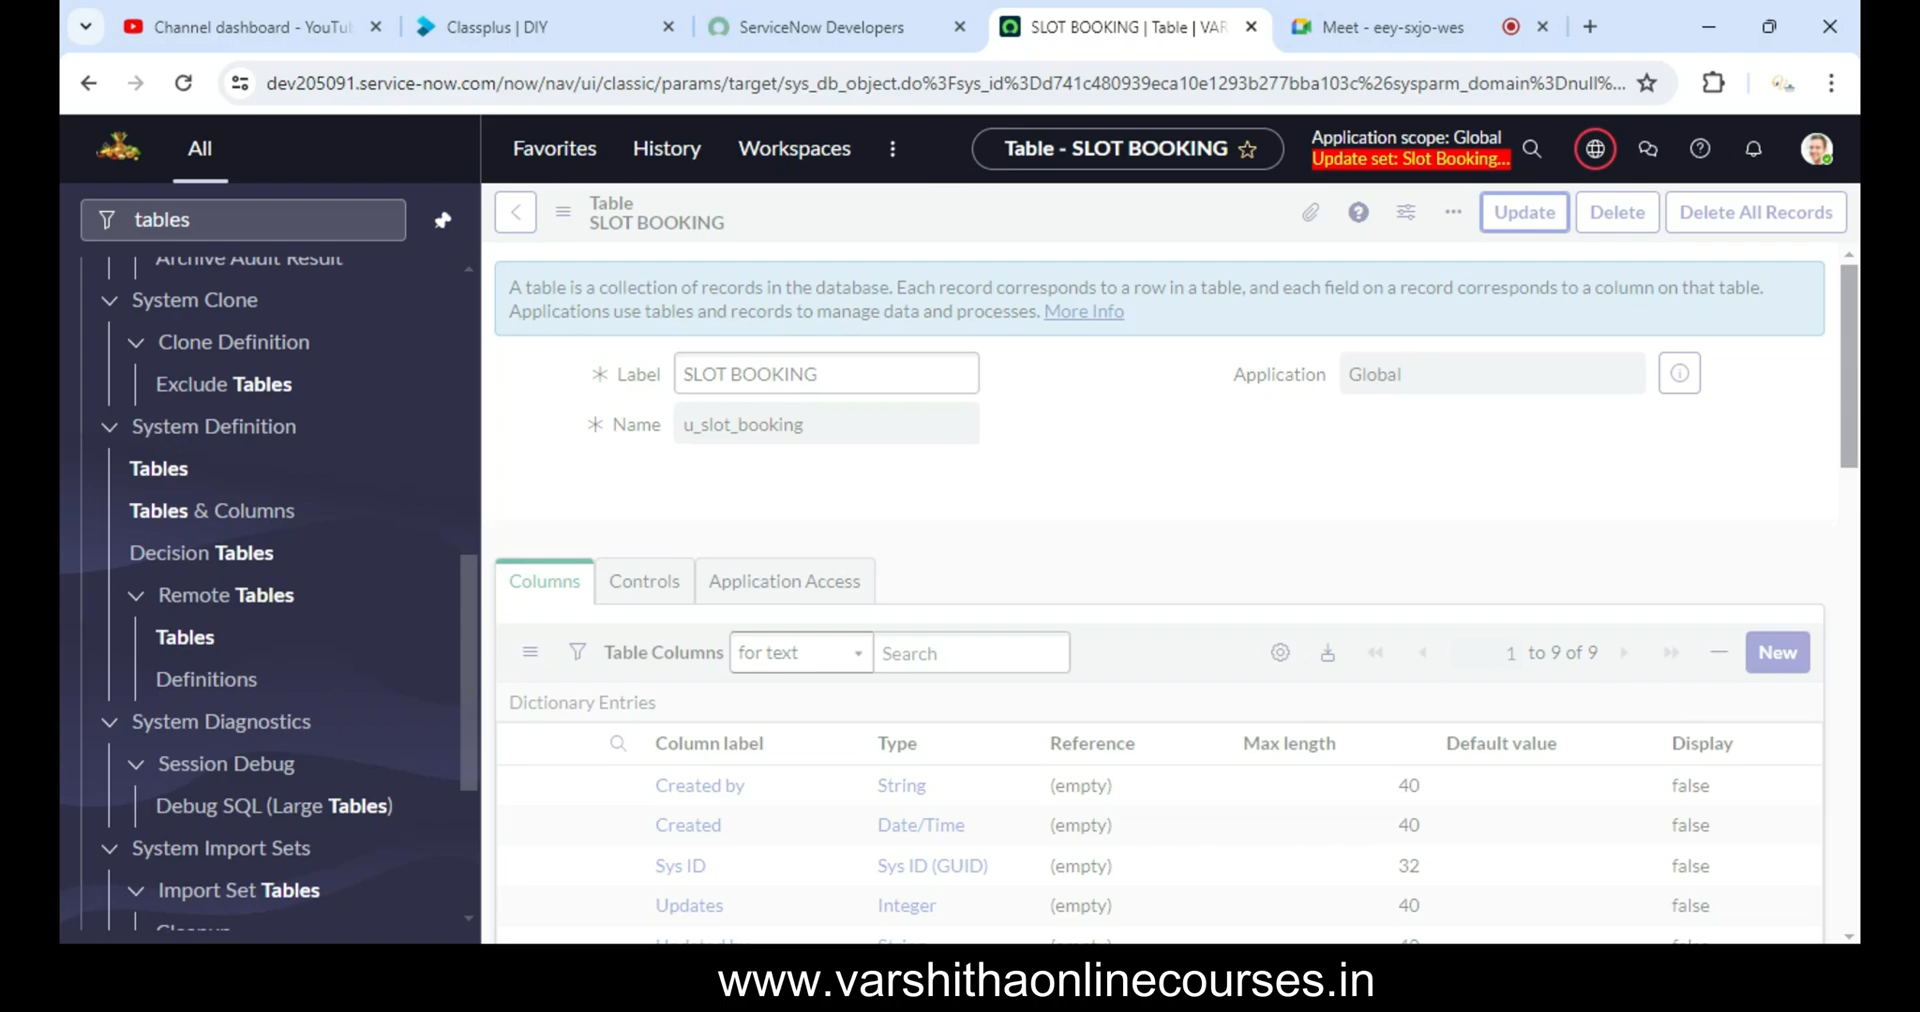 Channel dashboard - YouTu
Classplus | DIY
ServiceNow Developers
SLOT BOOKING | Table | VAR
Meet - eey-sxjo-wes
dev205091.service-now.com/now/nav/ui/classic/params/target/sys_db_object.do%3Fsys_id%3Dd741c480939eca10e1293b277bba103c%26sysparm_domain%3Dnull%...
All
Favorites
History
Workspaces
Table - SLOT BOOKING
Application scope: Global
Update set: Slot Booking...
tables
Archive Audit Result
System Clone
Clone Definition
Exclude Tables
System Definition
Tables
Tables & Columns
Decision Tables
Remote Tables
Tables
Definitions
System Diagnostics
Session Debug
Debug SQL (Large Tables)
System Import Sets
Import Set Tables
Cleanup
Table
SLOT BOOKING
Update
Delete
Delete All Records
A table is a collection of records in the database. Each record corresponds to a row in a table, and each field on a record corresponds to a column on that table.
Applications use tables and records to manage data and processes. More Info
Label SLOT BOOKING
Application Global
Name u_slot_booking
Columns
Controls
Application Access
Table Columns for text Search
1 to 9 of 9
New
Dictionary Entries
Column label Type Reference Max length Default value Display
Created by String (empty) 40 false
Created Date/Time (empty) 40 false
Sys ID Sys ID (GUID) (empty) 32 false
Updates Integer (empty) 40 false
www.varshithaonlinecourses.in